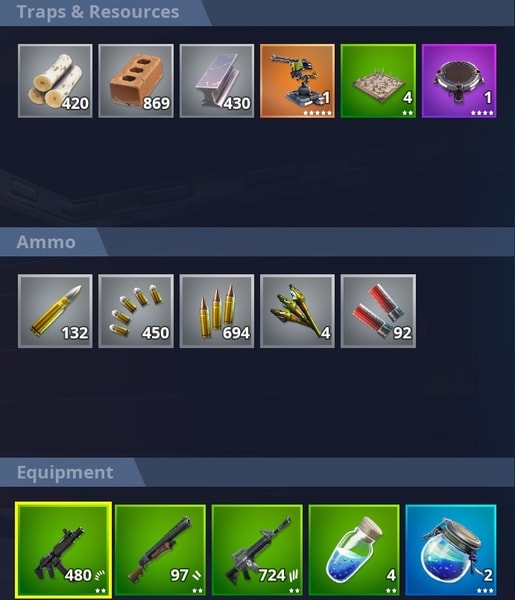 Traps & Resources
420 869 430 1 4 1
Ammo
132 450 694 4 92
Equipment
480 97 724 4 2